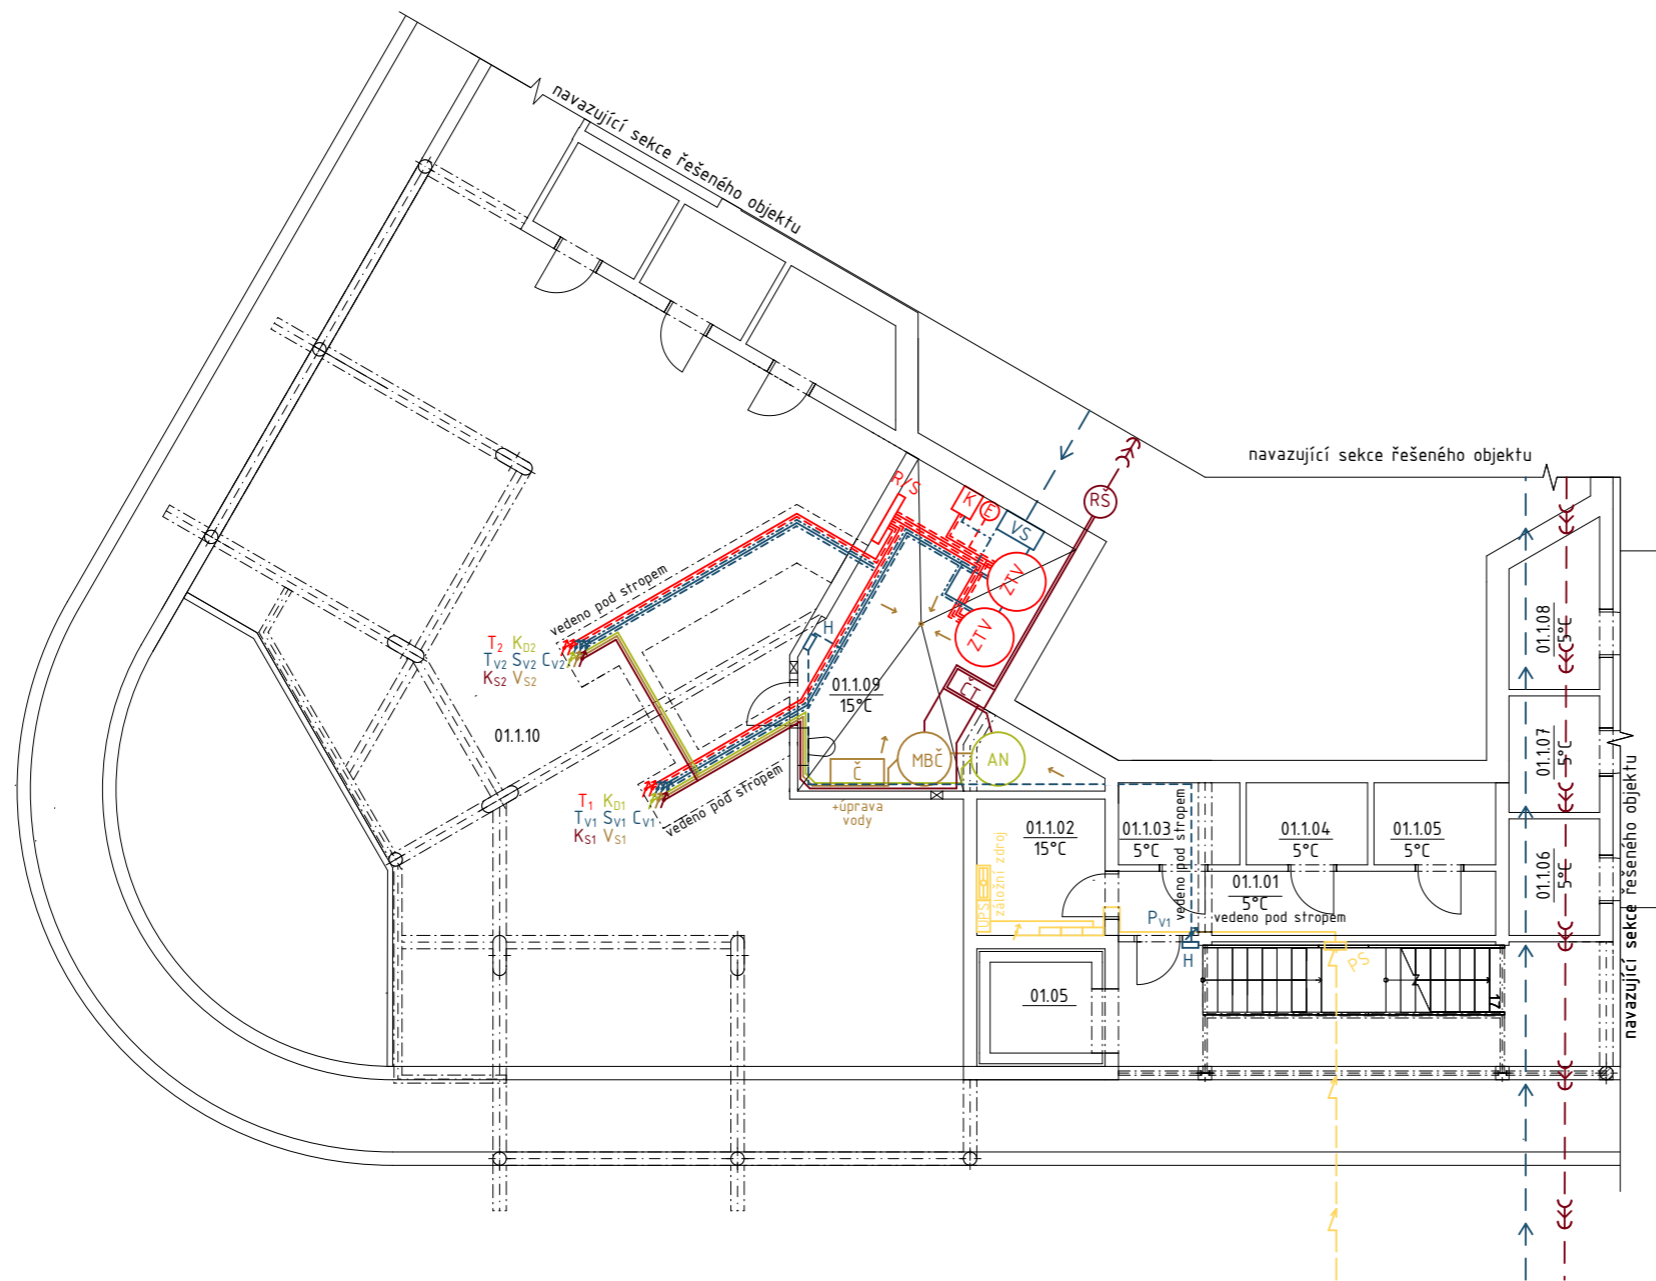 navazující sekce řešeného objektu
navazující sekce řešeného objektu
R/S
K
E
VS
RŠ
ZTV
ZTV
vedeno pod stropem
H
T2 KD2
TV2 SV2 CV2
KS2 VS2
01.1.09
15°C
ČT
01.1.10
Č
MBČ
AN
+úprava
vody
T1 KD1
TV1 SV1 CV1
KS1 VS1
vedeno pod stropem
01.1.02
15°C
01.1.03
5°C
01.1.04
5°C
01.1.05
5°C
01.1.01
5°C
vedeno pod stropem
vedeno pod stropem
PV1
H
UPS
záložní zdroj
PS
01.05
17
01.1.08
5°C
01.1.07
5°C
01.1.06
5°C
navazující sekce řešeného objektu